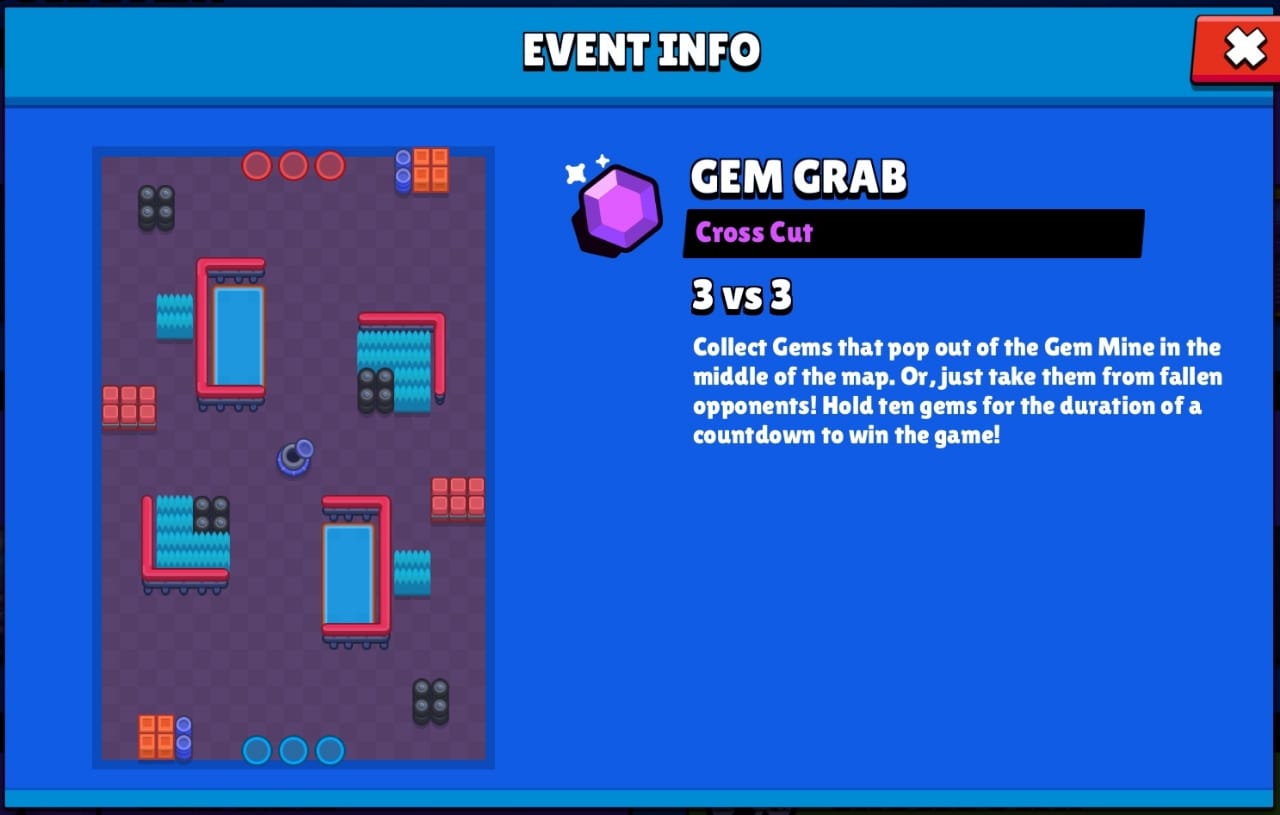 EVENT INFO
GEM GRAB
Cross Cut
3 vs 3
Collect Gems that pop out of the Gem Mine in the
middle of the map. Or, just take them from fallen
opponents! Hold ten gems for the duration of a
countdown to win the game!